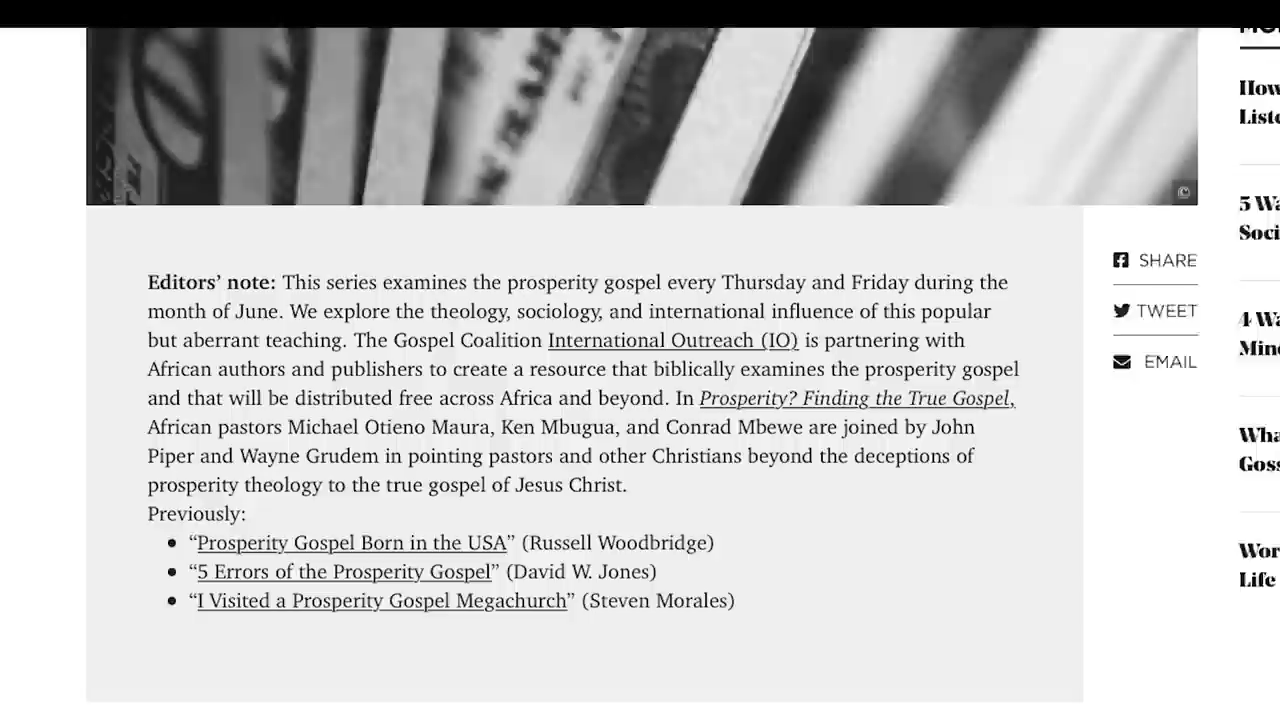 Editors’ note: This series examines the prosperity gospel every Thursday and Friday during the
month of June. We explore the theology, sociology, and international influence of this popular
but aberrant teaching. The Gospel Coalition International Outreach (IO) is partnering with
African authors and publishers to create a resource that biblically examines the prosperity gospel
and that will be distributed free across Africa and beyond. In Prosperity? Finding the True Gospel,
African pastors Michael Otieno Maura, Ken Mbugua, and Conrad Mbewe are joined by John
Piper and Wayne Grudem in pointing pastors and other Christians beyond the deceptions of
prosperity theology to the true gospel of Jesus Christ.
Previously:
“Prosperity Gospel Born in the USA” (Russell Woodbridge)
“5 Errors of the Prosperity Gospel” (David W. Jones)
“I Visited a Prosperity Gospel Megachurch” (Steven Morales)
SHARE
TWEET
EMAIL
How
5
4
Life